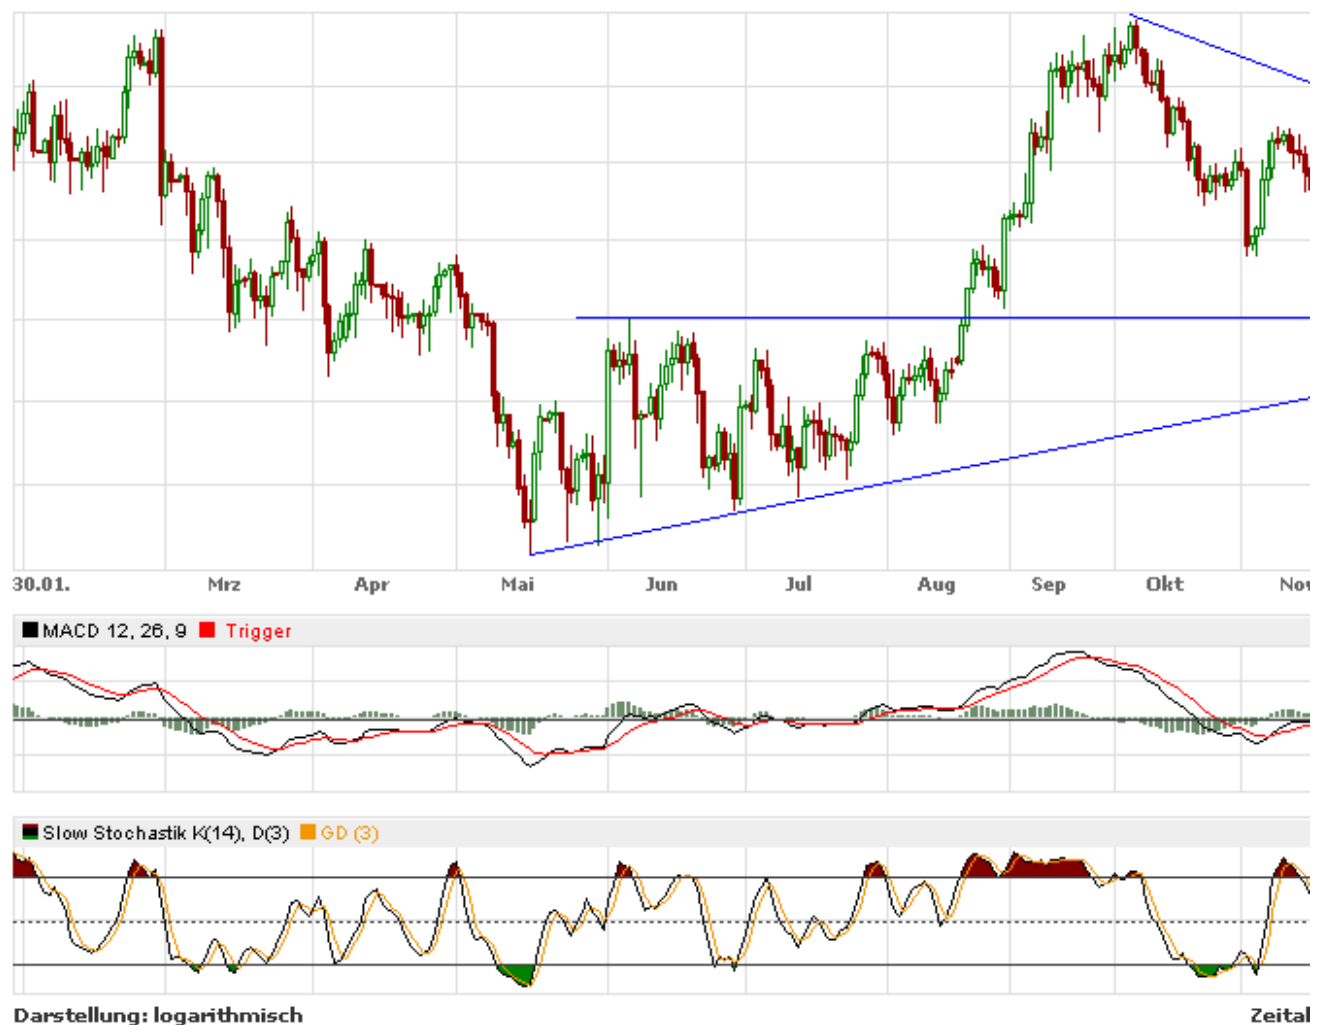 30.01. Mrz Apr Mai Jun Jul Aug Sep Okt Nov
MACD 12, 26, 9 Trigger
Slow Stochastik K(14), D(3) GD (3)
Darstellung: logarithmisch Zeital